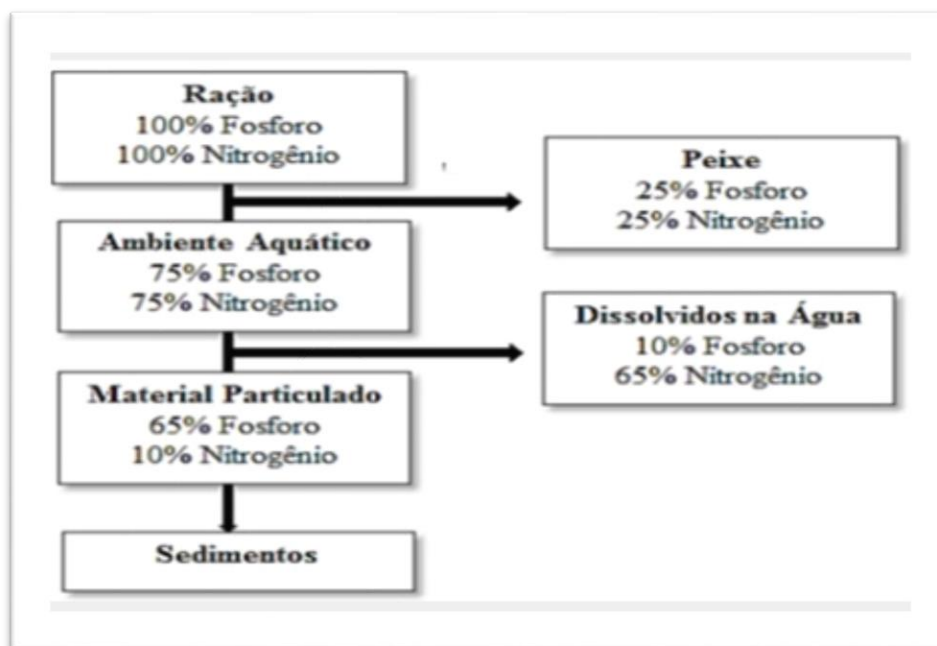 Ração
100% Fosforo
100% Nitrogênio
Peixe
25% Fosforo
25% Nitrogênio
Ambiente Aquático
75% Fosforo
75% Nitrogênio
Dissolvidos na Água
10% Fosforo
65% Nitrogênio
Material Particulado
65% Fosforo
10% Nitrogênio
Sedimentos